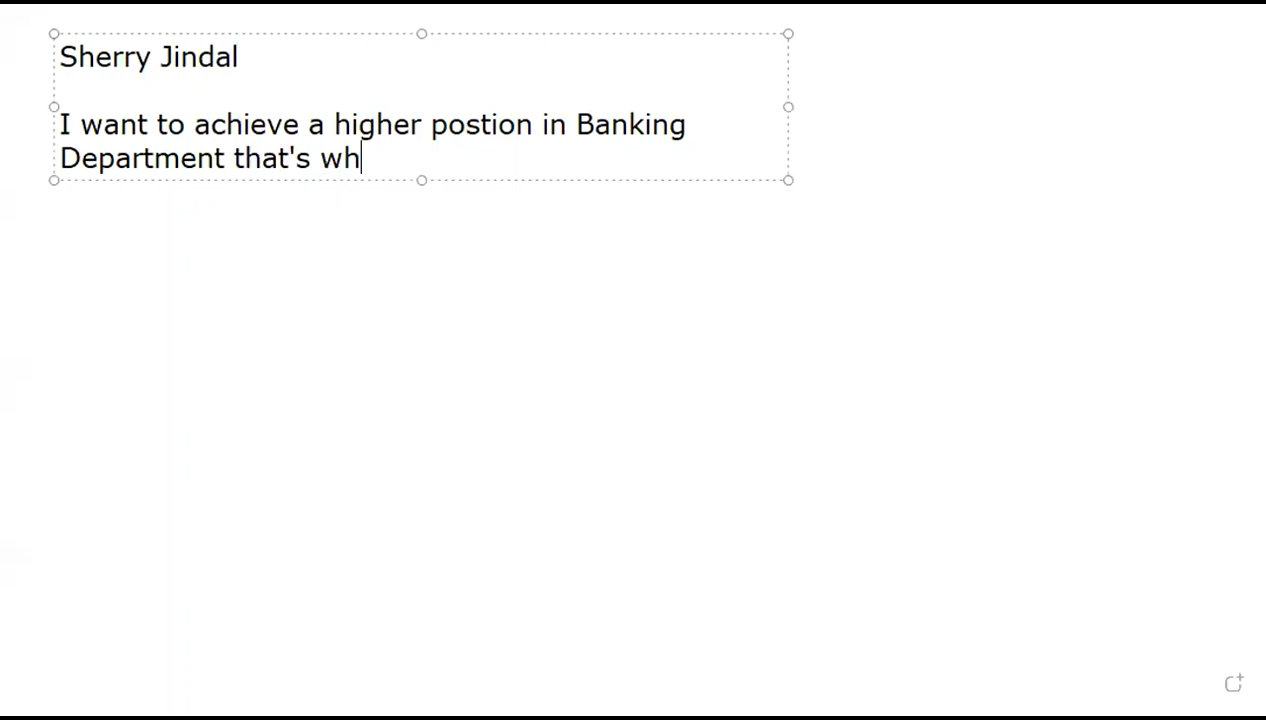 Sherry Jindal
I want to achieve a higher postion in Banking
Department that's wh